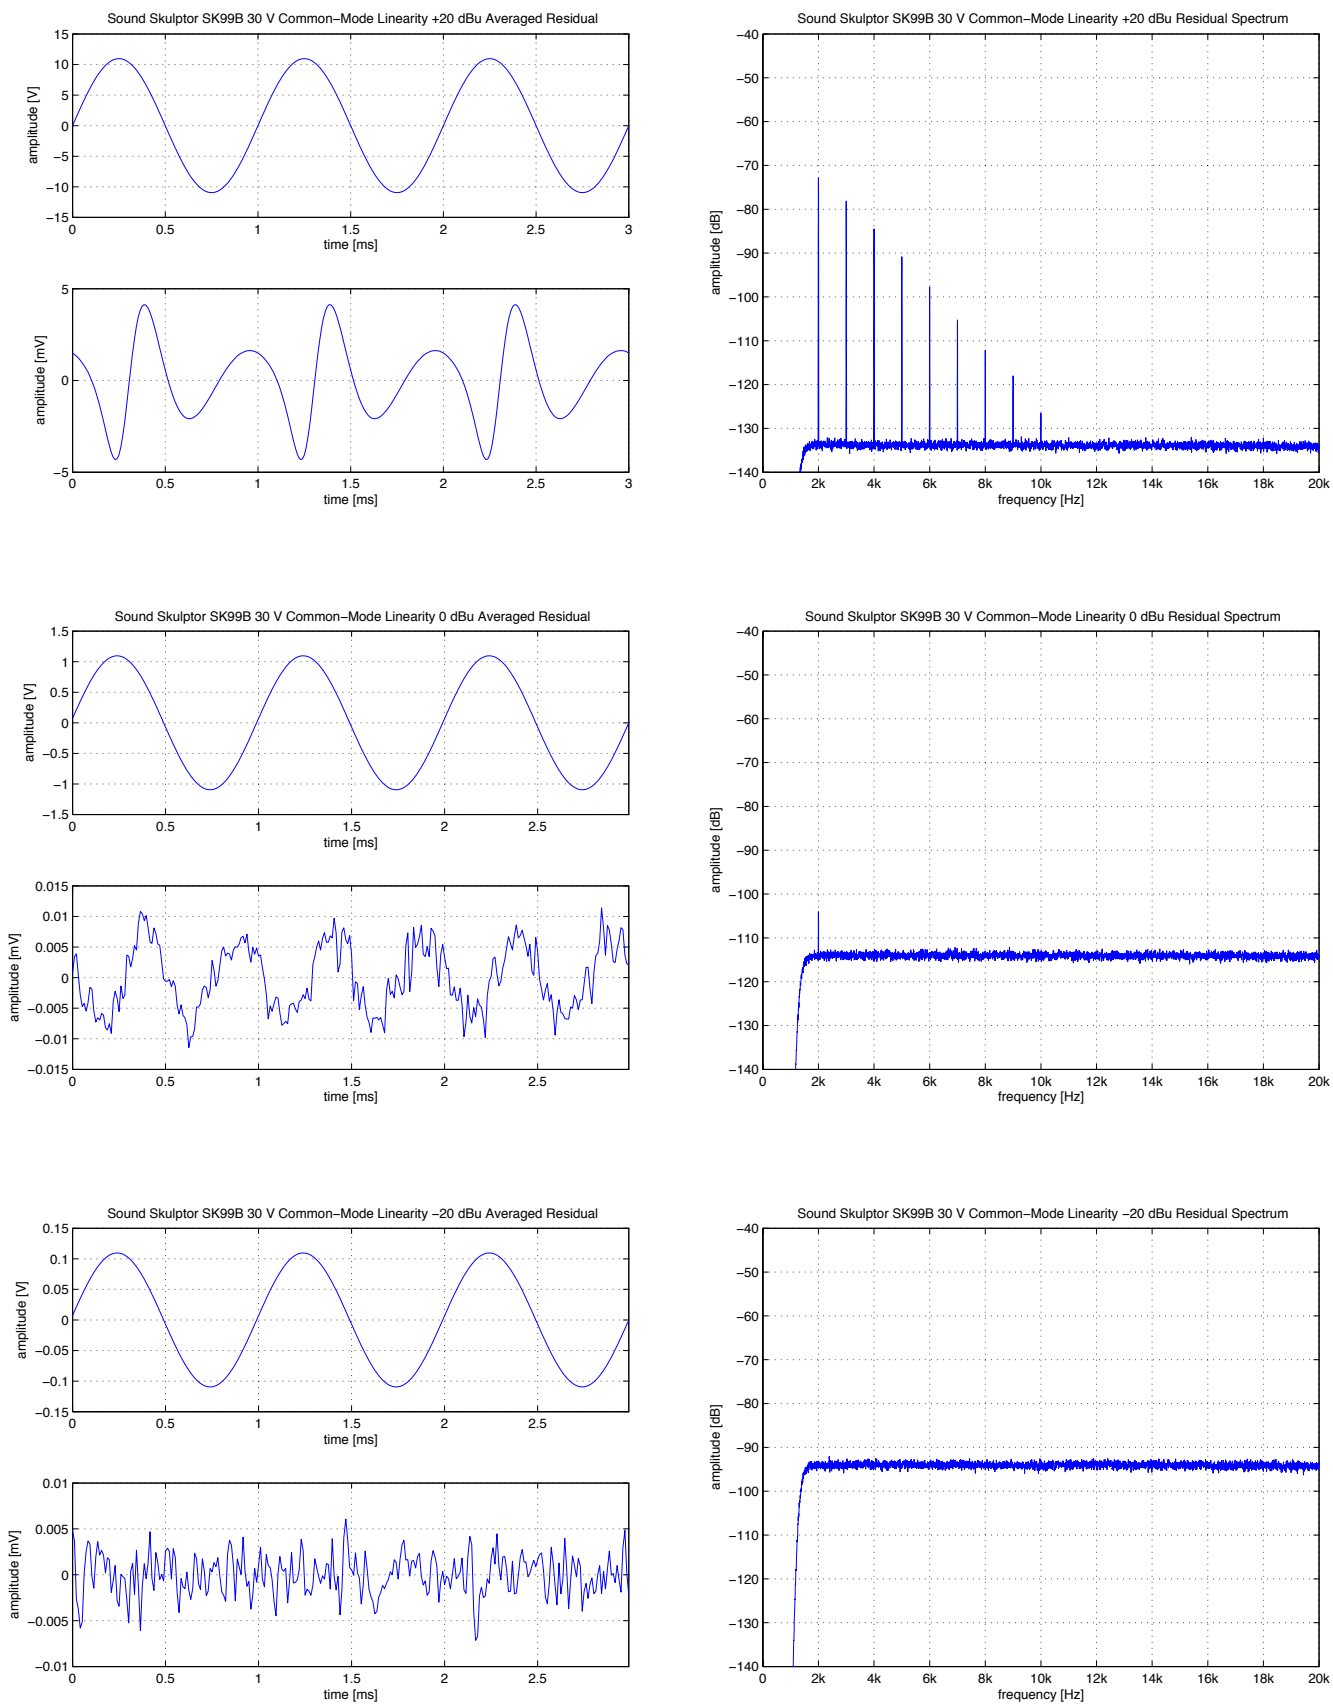 Sound Skulptor SK99B 30 V Common−Mode Linearity +20 dBu Averaged Residual
15
10
5
0
−5
−10
−15
amplitude [V]
0 0.5 1 1.5 2 2.5 3
time [ms]
5
0
−5
amplitude [mV]
0 0.5 1 1.5 2 2.5 3
time [ms]
Sound Skulptor SK99B 30 V Common−Mode Linearity +20 dBu Residual Spectrum
−40
−50
−60
−70
−80
−90
−100
−110
−120
−130
−140
amplitude [dB]
0 2k 4k 6k 8k 10k 12k 14k 16k 18k 20k
frequency [Hz]
Sound Skulptor SK99B 30 V Common−Mode Linearity 0 dBu Averaged Residual
1.5
1
0.5
0
−0.5
−1
−1.5
amplitude [V]
0 0.5 1 1.5 2 2.5
time [ms]
0.015
0.01
0.005
0
−0.005
−0.01
−0.015
amplitude [mV]
0 0.5 1 1.5 2 2.5
time [ms]
Sound Skulptor SK99B 30 V Common−Mode Linearity 0 dBu Residual Spectrum
−40
−50
−60
−70
−80
−90
−100
−110
−120
−130
−140
amplitude [dB]
0 2k 4k 6k 8k 10k 12k 14k 16k 18k 20k
frequency [Hz]
Sound Skulptor SK99B 30 V Common−Mode Linearity −20 dBu Averaged Residual
0.15
0.1
0.05
0
−0.05
−0.1
−0.15
amplitude [V]
0 0.5 1 1.5 2 2.5
time [ms]
0.01
0.005
0
−0.005
−0.01
amplitude [mV]
0 0.5 1 1.5 2 2.5
time [ms]
Sound Skulptor SK99B 30 V Common−Mode Linearity −20 dBu Residual Spectrum
−40
−50
−60
−70
−80
−90
−100
−110
−120
−130
−140
amplitude [dB]
0 2k 4k 6k 8k 10k 12k 14k 16k 18k 20k
frequency [Hz]